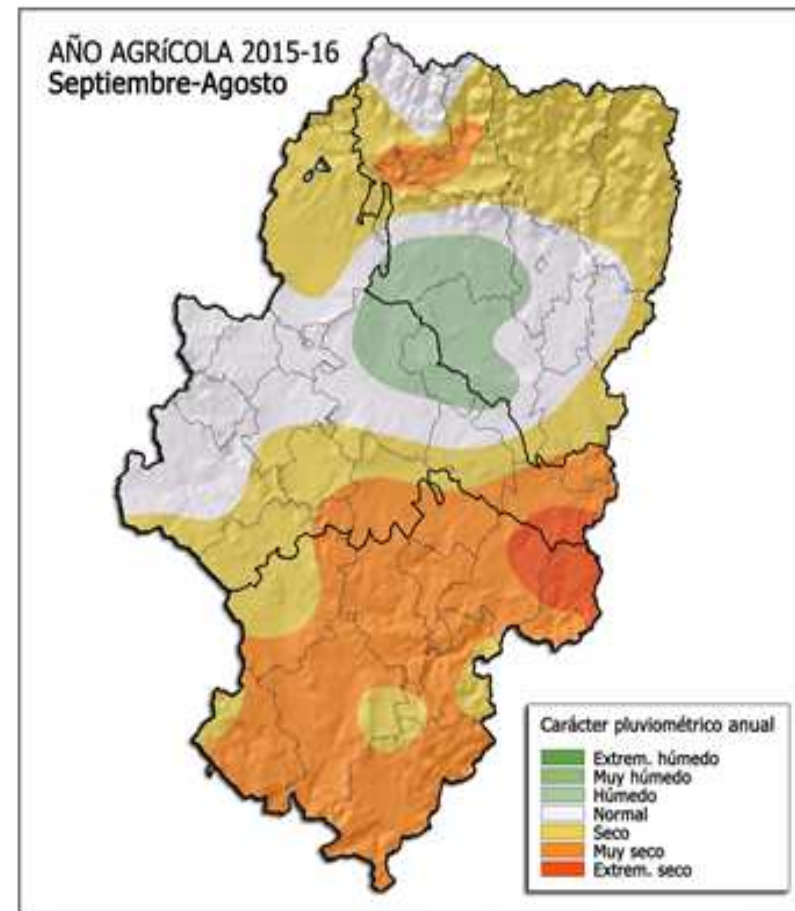 AÑO AGRíCOLA 2015-16
Septiembre-Agosto
Carácter pluviométrico anual
Extrem. húmedo
Muy húmedo
Húmedo
Normal
Seco
Muy seco
Extrem. seco